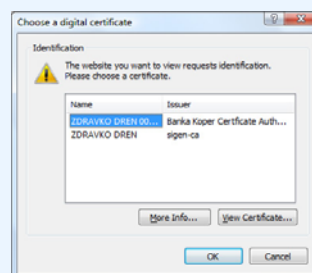 Choose a digital certificate
Identification
The website you want to view requests identification.
Please choose a certificate.
Name Issuer
ZDRAVKO DREN 00... Banka Koper Certficate Auth...
ZDRAVKO DREN sigen-ca
More Info... View Certificate...
OK Cancel